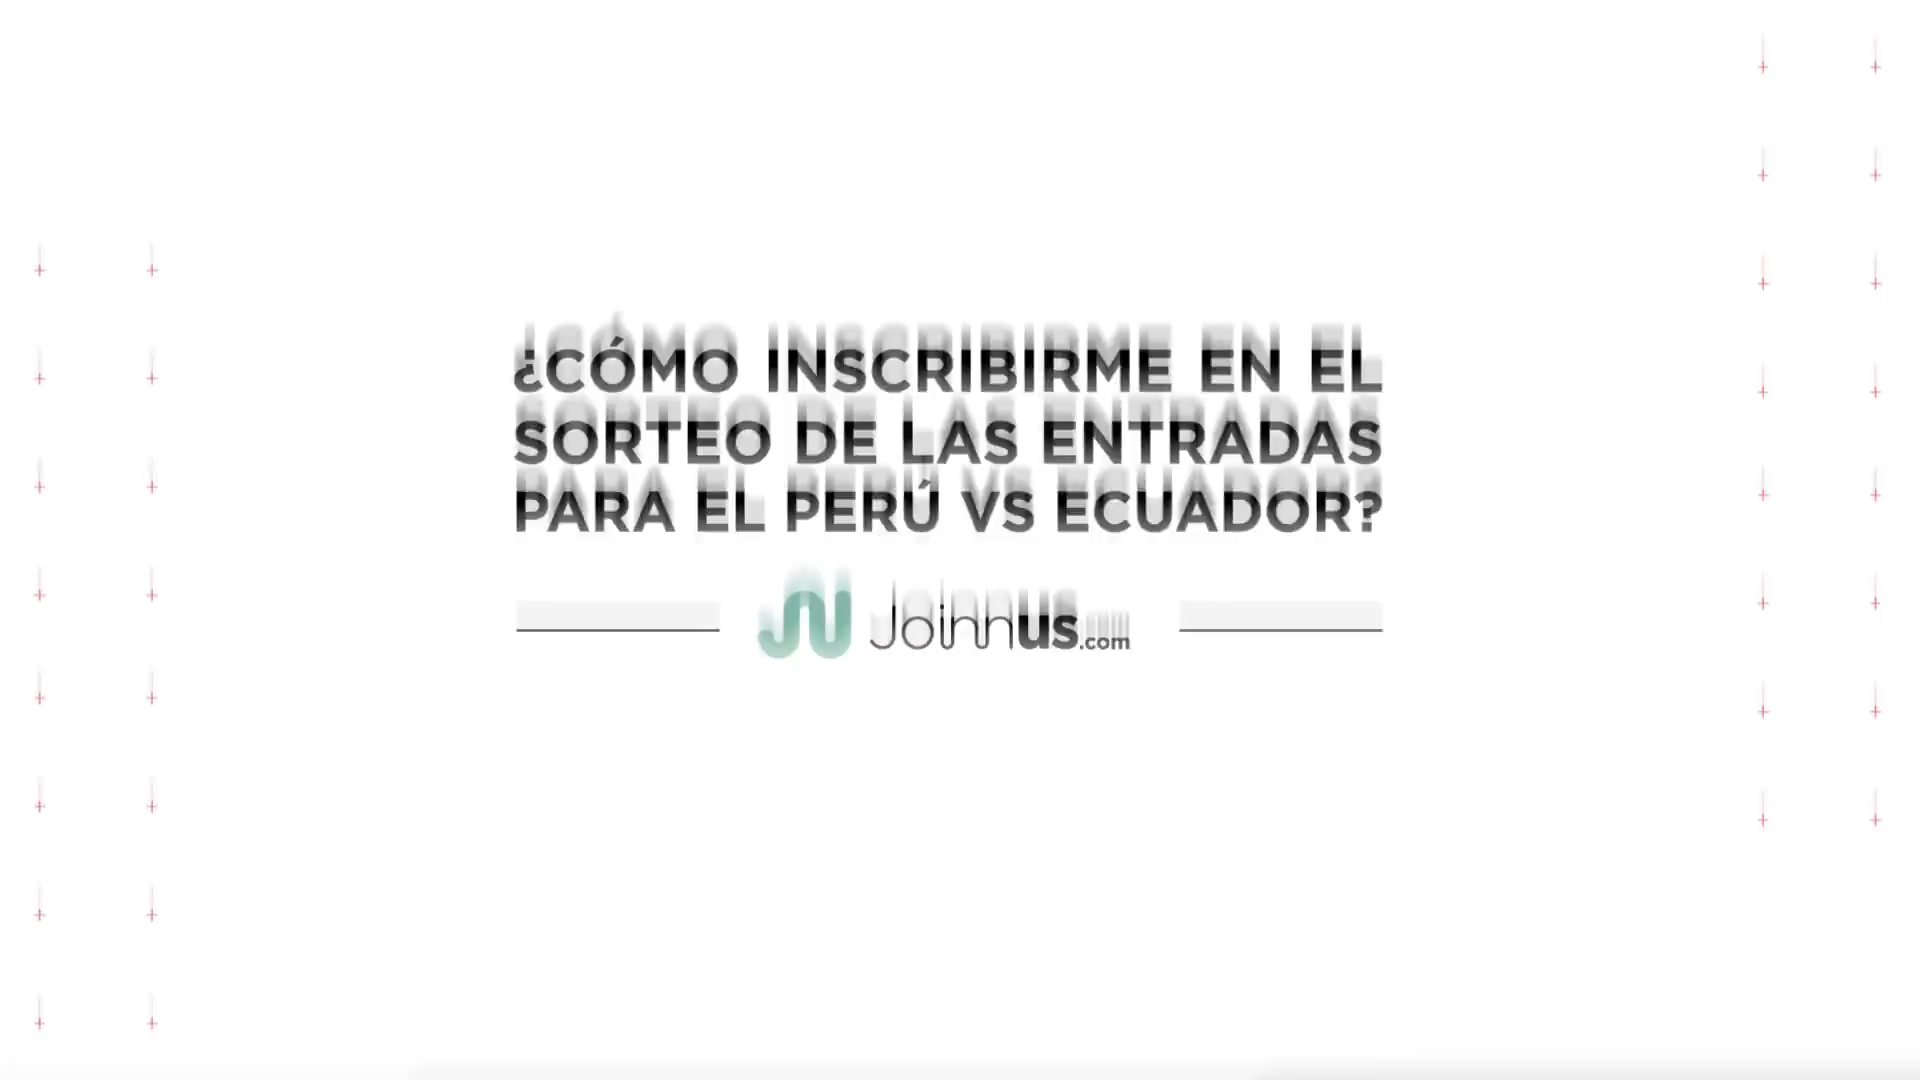 ¿CÓMO INSCRIBIRME EN EL
SORTEO DE LAS ENTRADAS
PARA EL PERÚ VS ECUADOR?
Joinnus.com